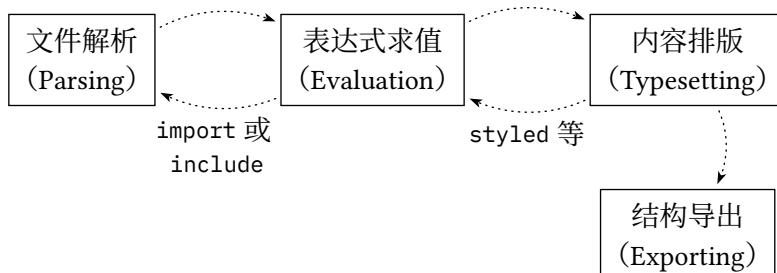 文件解析
（Parsing）
表达式求值
（Evaluation）
内容排版
（Typesetting）
import 或
include
styled 等
结构导出
（Exporting）